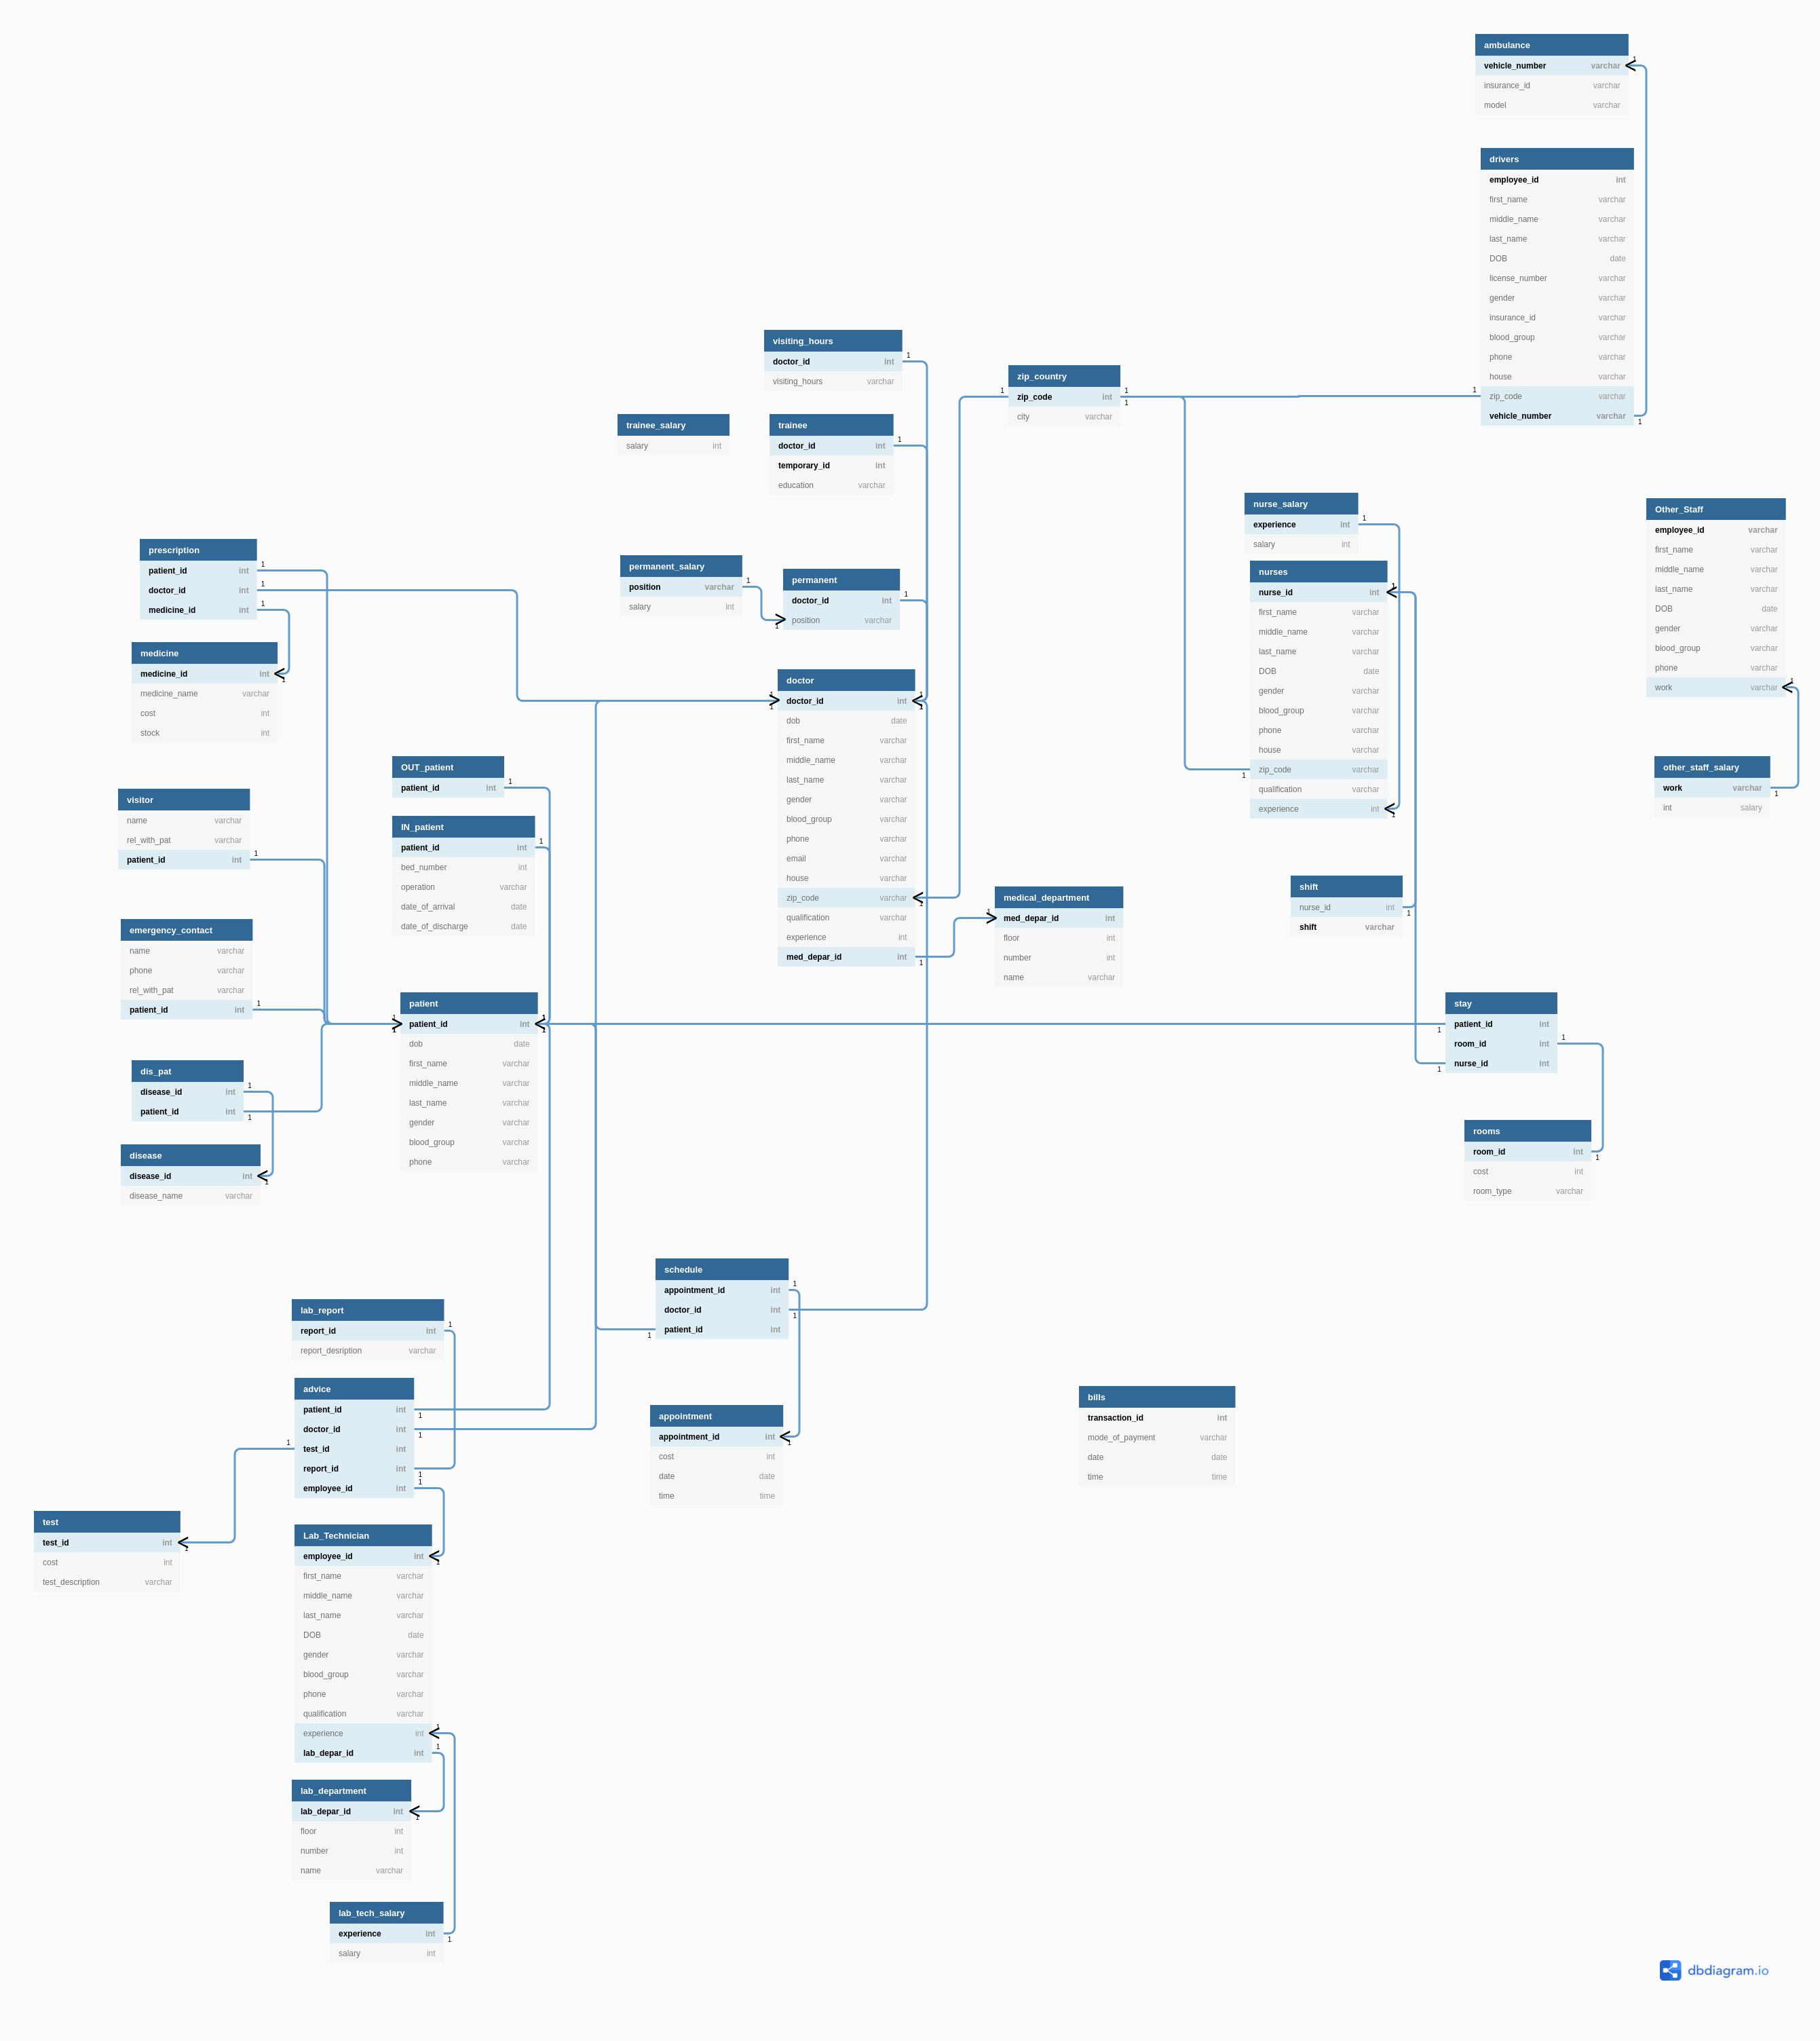 ambulance
vehicle_number varchar
insurance_id varchar
model varchar
drivers
employee_id int
first_name varchar
middle_name varchar
last_name varchar
DOB date
license_number varchar
gender varchar
insurance_id varchar
blood_group varchar
phone varchar
house varchar
zip_code varchar
vehicle_number varchar
visiting_hours
doctor_id int
visiting_hours varchar
zip_country
zip_code int
city varchar
trainee_salary
salary int
trainee
doctor_id int
temporary_id int
education varchar
nurse_salary
experience int
salary int
Other_Staff
employee_id varchar
first_name varchar
middle_name varchar
last_name varchar
DOB date
gender varchar
blood_group varchar
phone varchar
work varchar
prescription
patient_id int
doctor_id int
medicine_id int
permanent_salary
position varchar
salary int
permanent
doctor_id int
position varchar
nurses
nurse_id int
first_name varchar
middle_name varchar
last_name varchar
DOB date
gender varchar
blood_group varchar
phone varchar
house varchar
zip_code varchar
qualification varchar
experience int
medicine
medicine_id int
medicine_name varchar
cost int
stock int
doctor
doctor_id int
dob date
first_name varchar
middle_name varchar
last_name varchar
gender varchar
blood_group varchar
phone varchar
email varchar
house varchar
zip_code varchar
qualification varchar
experience int
med_depar_id int
OUT_patient
patient_id int
other_staff_salary
work varchar
int salary
visitor
name varchar
rel_with_pat varchar
patient_id int
IN_patient
patient_id int
bed_number int
operation varchar
date_of_arrival date
date_of_discharge date
shift
nurse_id int
shift varchar
medical_department
med_depar_id int
floor int
number int
name varchar
emergency_contact
name varchar
phone varchar
rel_with_pat varchar
patient_id int
patient
patient_id int
dob date
first_name varchar
middle_name varchar
last_name varchar
gender varchar
blood_group varchar
phone varchar
stay
patient_id int
room_id int
nurse_id int
dis_pat
disease_id int
patient_id int
rooms
room_id int
cost int
room_type varchar
disease
disease_id int
disease_name varchar
schedule
appointment_id int
doctor_id int
patient_id int
lab_report
report_id int
report_desription varchar
advice
patient_id int
doctor_id int
test_id int
report_id int
employee_id int
bills
transaction_id int
mode_of_payment varchar
date date
time time
appointment
appointment_id int
cost int
date date
time time
test
test_id int
cost int
test_description varchar
Lab_Technician
employee_id int
first_name varchar
middle_name varchar
last_name varchar
DOB date
gender varchar
blood_group varchar
phone varchar
qualification varchar
experience int
lab_depar_id int
lab_department
lab_depar_id int
floor int
number int
name varchar
lab_tech_salary
experience int
salary int
dbdiagram.io